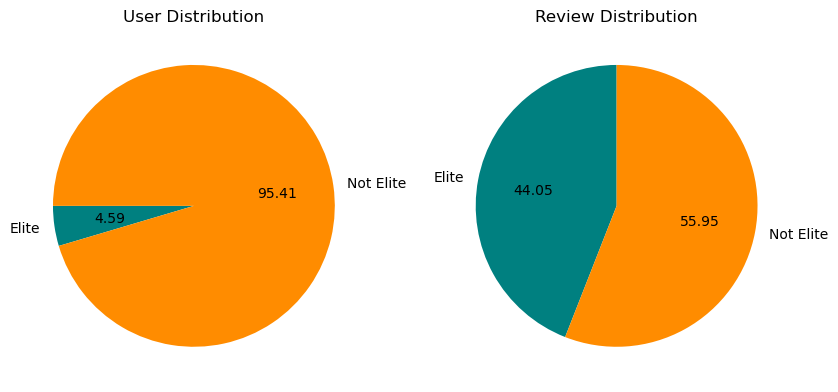 User Distribution
95.41
Not Elite
4.59
Elite
Review Distribution
Elite
44.05
55.95
Not Elite